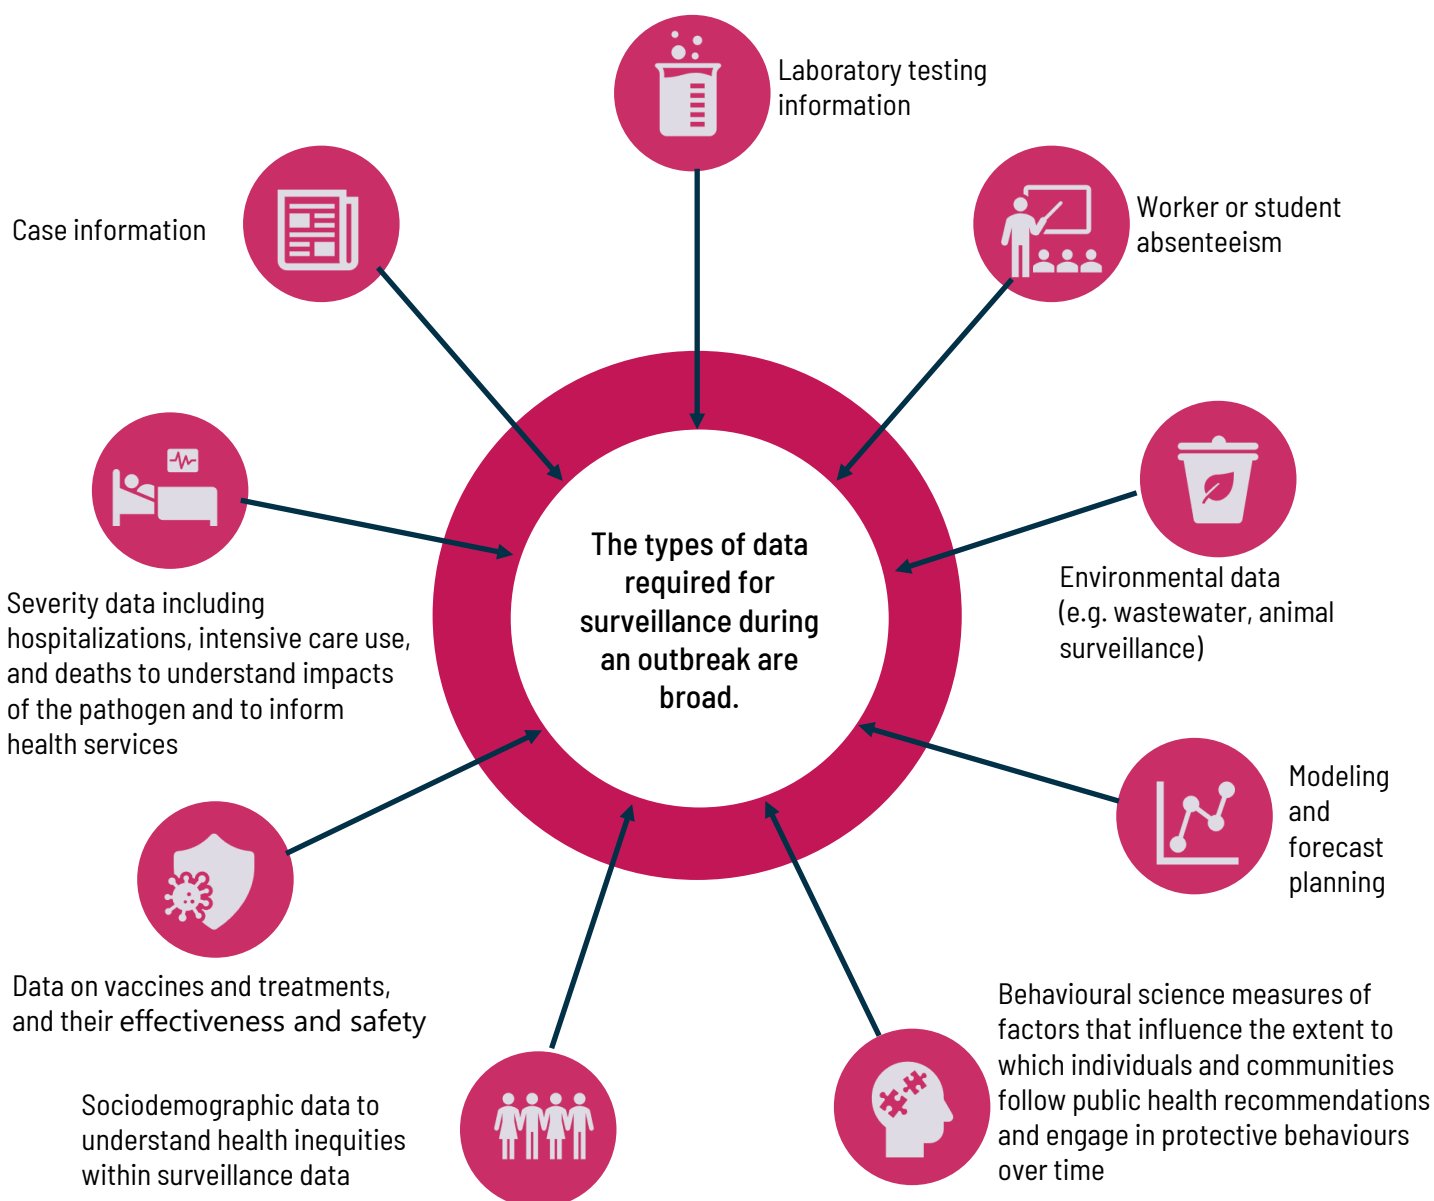 Laboratory testing
information
Worker or student
absenteeism
Case information
The types of data
required for
surveillance during
an outbreak are
broad.
Environmental data
(e.g. wastewater, animal
surveillance)
Severity data including
hospitalizations, intensive care use,
and deaths to understand impacts
of the pathogen and to inform
health services
Modeling
and
forecast
planning
Data on vaccines and treatments,
and their effectiveness and safety
Behavioural science measures of
factors that influence the extent to
which individuals and communities
follow public health recommendations
and engage in protective behaviours
over time
Sociodemographic data to
understand health inequities
within surveillance data